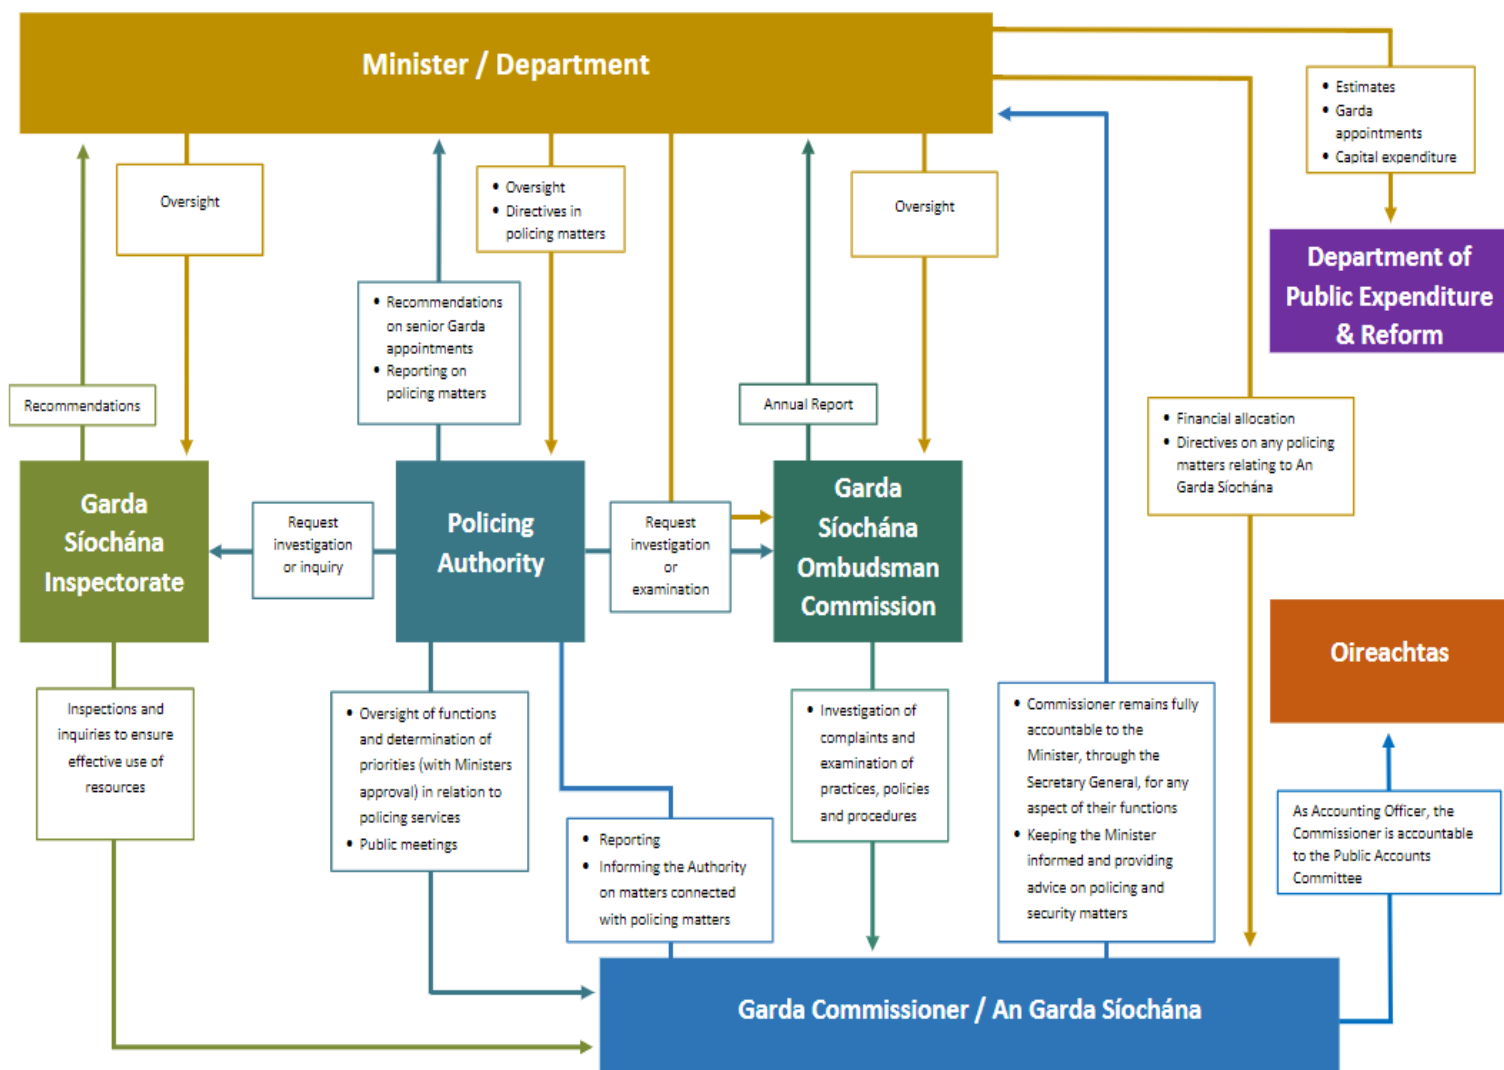 Minister / Department
• Estimates
• Garda
appointments
• Capital expenditure
Oversight
• Oversight
• Directives in
policing matters
Oversight
Department of
Public Expenditure
& Reform
• Recommendations
on senior Garda
appointments
• Reporting on
policing matters
Recommendations
Annual Report
• Financial allocation
• Directives on any policing
matters relating to An
Garda Síochána
Garda
Síochána
Inspectorate
Request
investigation
or inquiry
Policing
Authority
Request
investigation
or
examination
Garda
Síochána
Ombudsman
Commission
Oireachtas
Inspections and
inquiries to ensure
effective use of
resources
• Oversight of functions
and determination of
priorities (with Ministers
approval) in relation to
policing services
• Public meetings
• Reporting
• Informing the Authority
on matters connected
with policing matters
• Investigation of
complaints and
examination of
practices, policies
and procedures
• Commissioner remains fully
accountable to the
Minister, through the
Secretary General, for any
aspect of their functions
• Keeping the Minister
informed and providing
advice on policing and
security matters
As Accounting Officer, the
Commissioner is accountable
to the Public Accounts
Committee
Garda Commissioner / An Garda Síochána